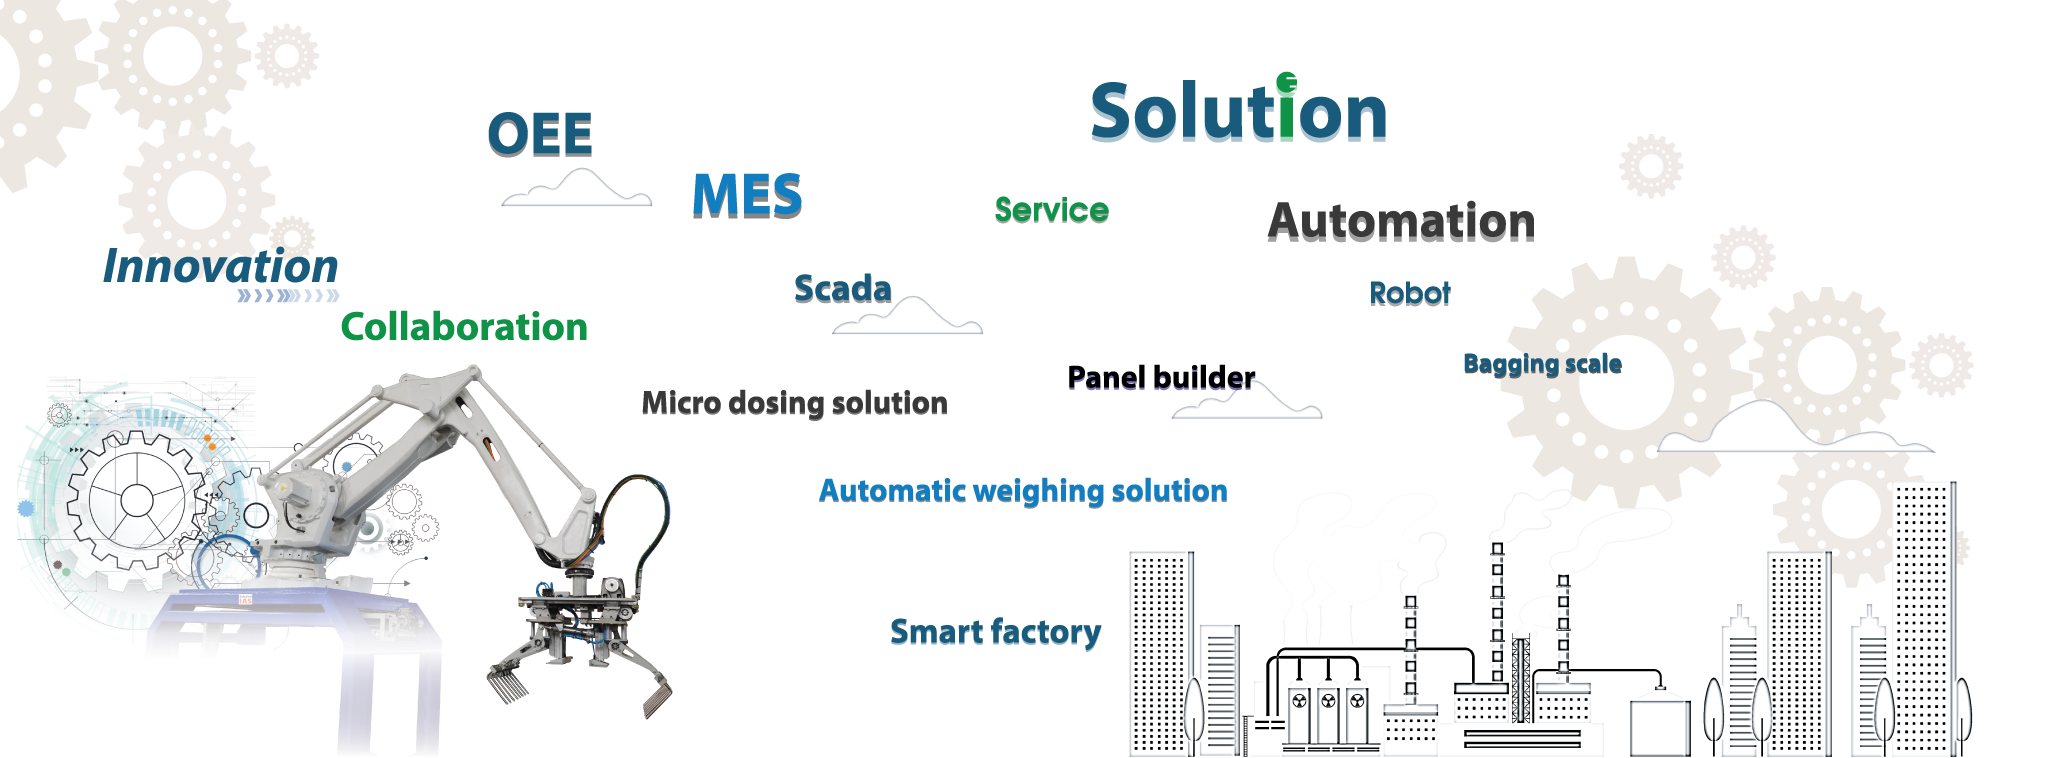 Solution
OEE
MES
Service
Automation
Innovation
Scada
Robot
Collaboration
Panel builder
Bagging scale
Micro dosing solution
Automatic weighing solution
Smart factory